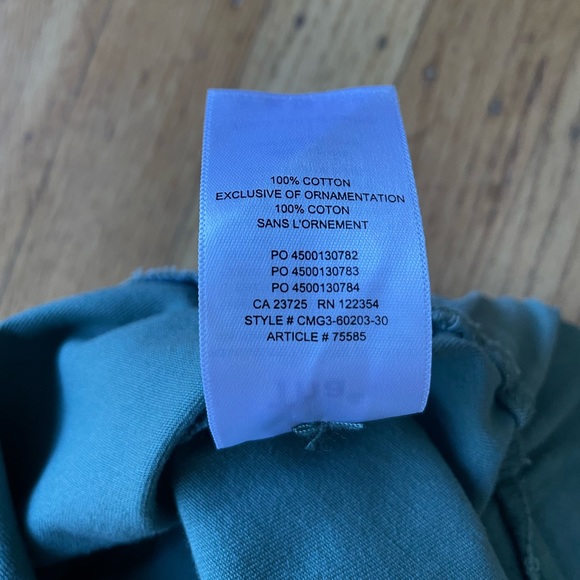 100% COTTON
EXCLUSIVE OF ORNAMENTATION
100% COTON
SANS L'ORNEMENT
PO 4500130782
PO 4500130783
PO 4500130784
CA 23725 RN 122354
STYLE # CMG3-60203-30
ARTICLE # 75585